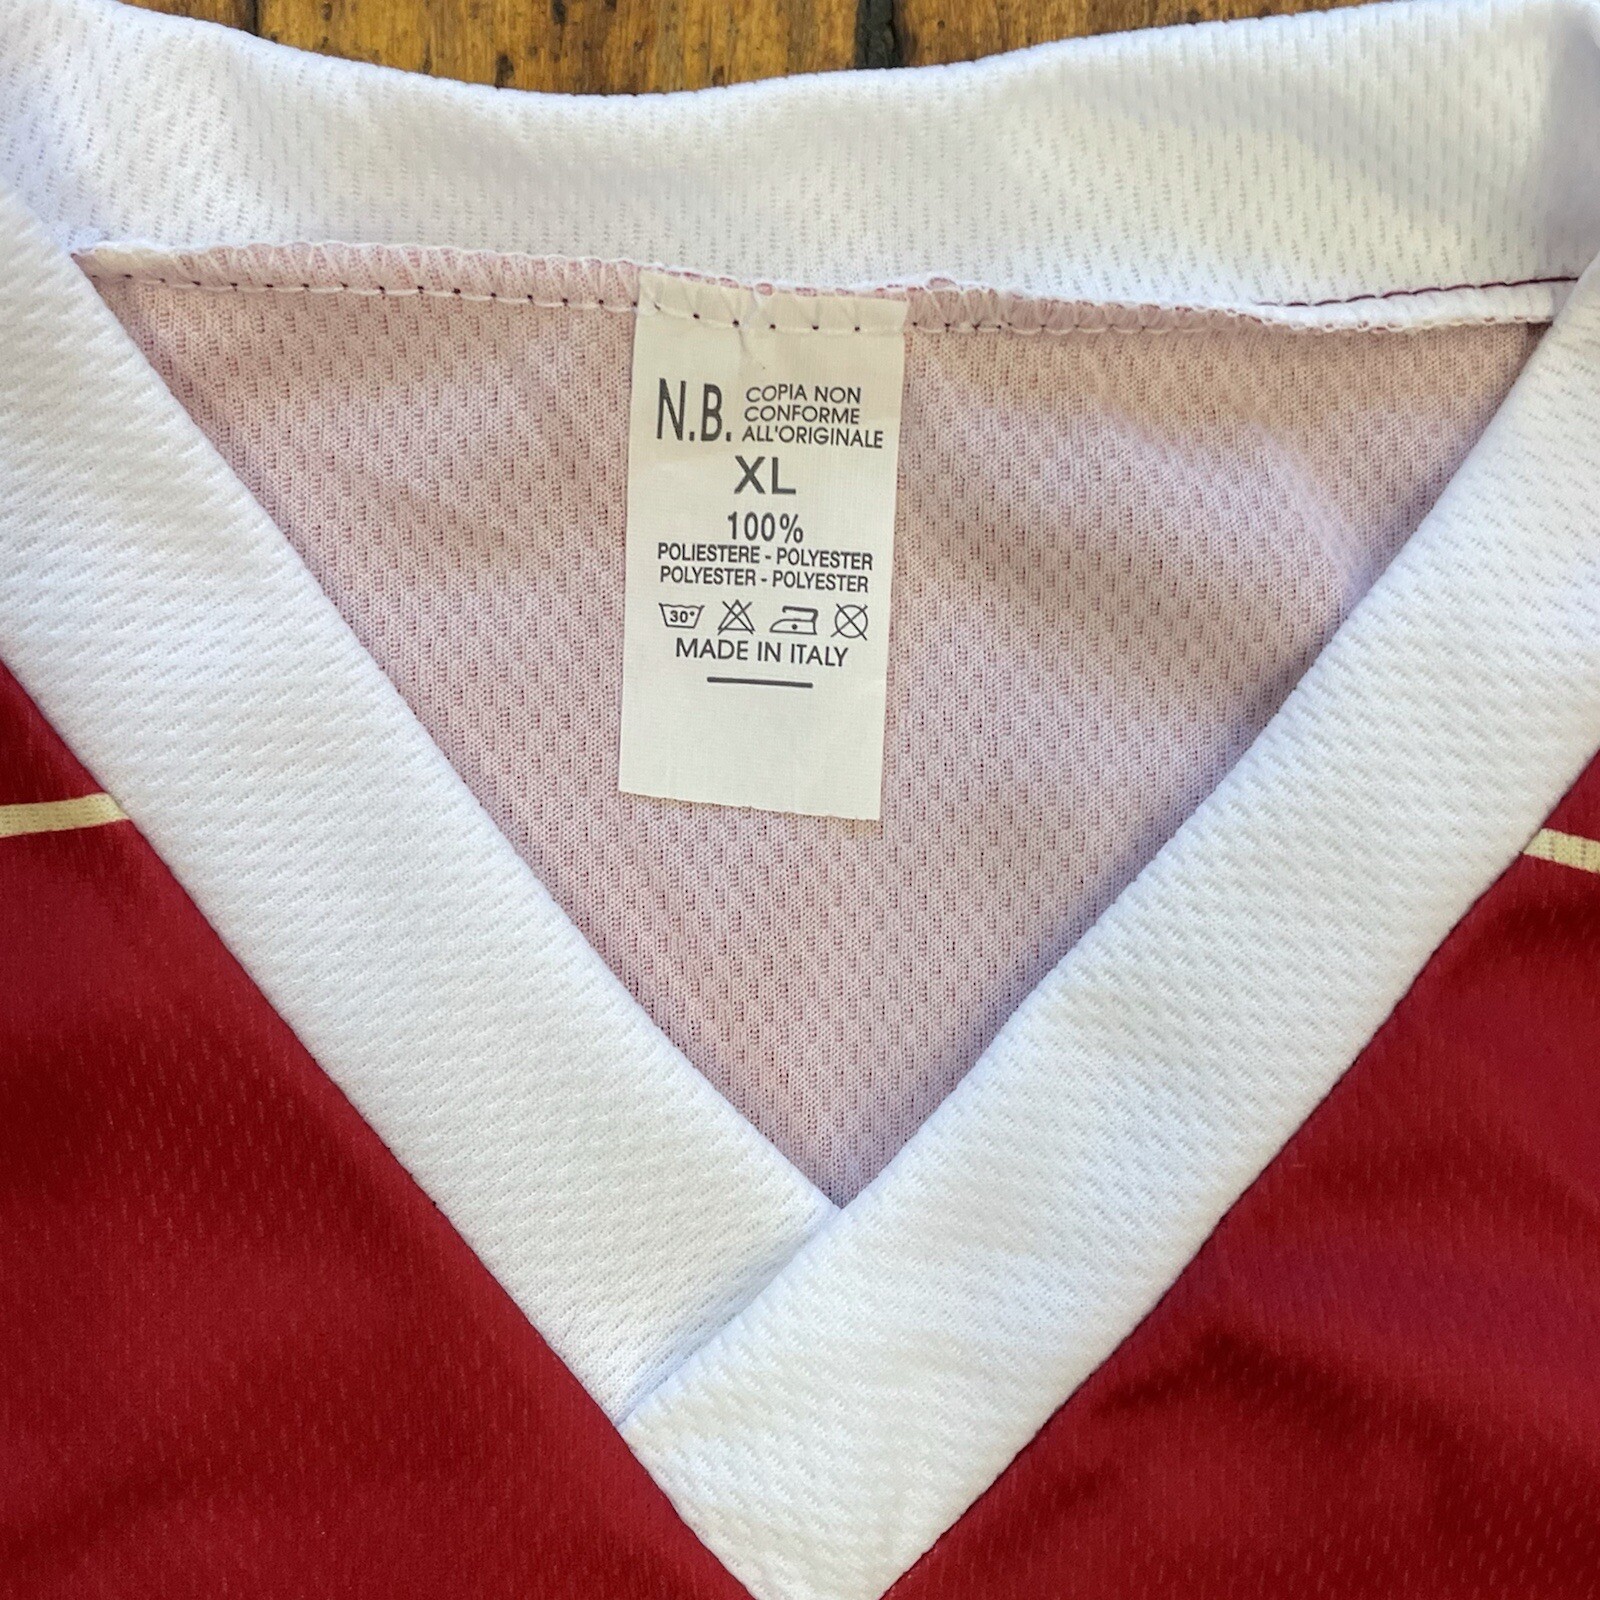 N.B. COPIA NON
CONFORME
ALL'ORIGINALE
XL
100%
POLIESTERE - POLYESTER
POLYESTER - POLYESTER
30°
MADE IN ITALY